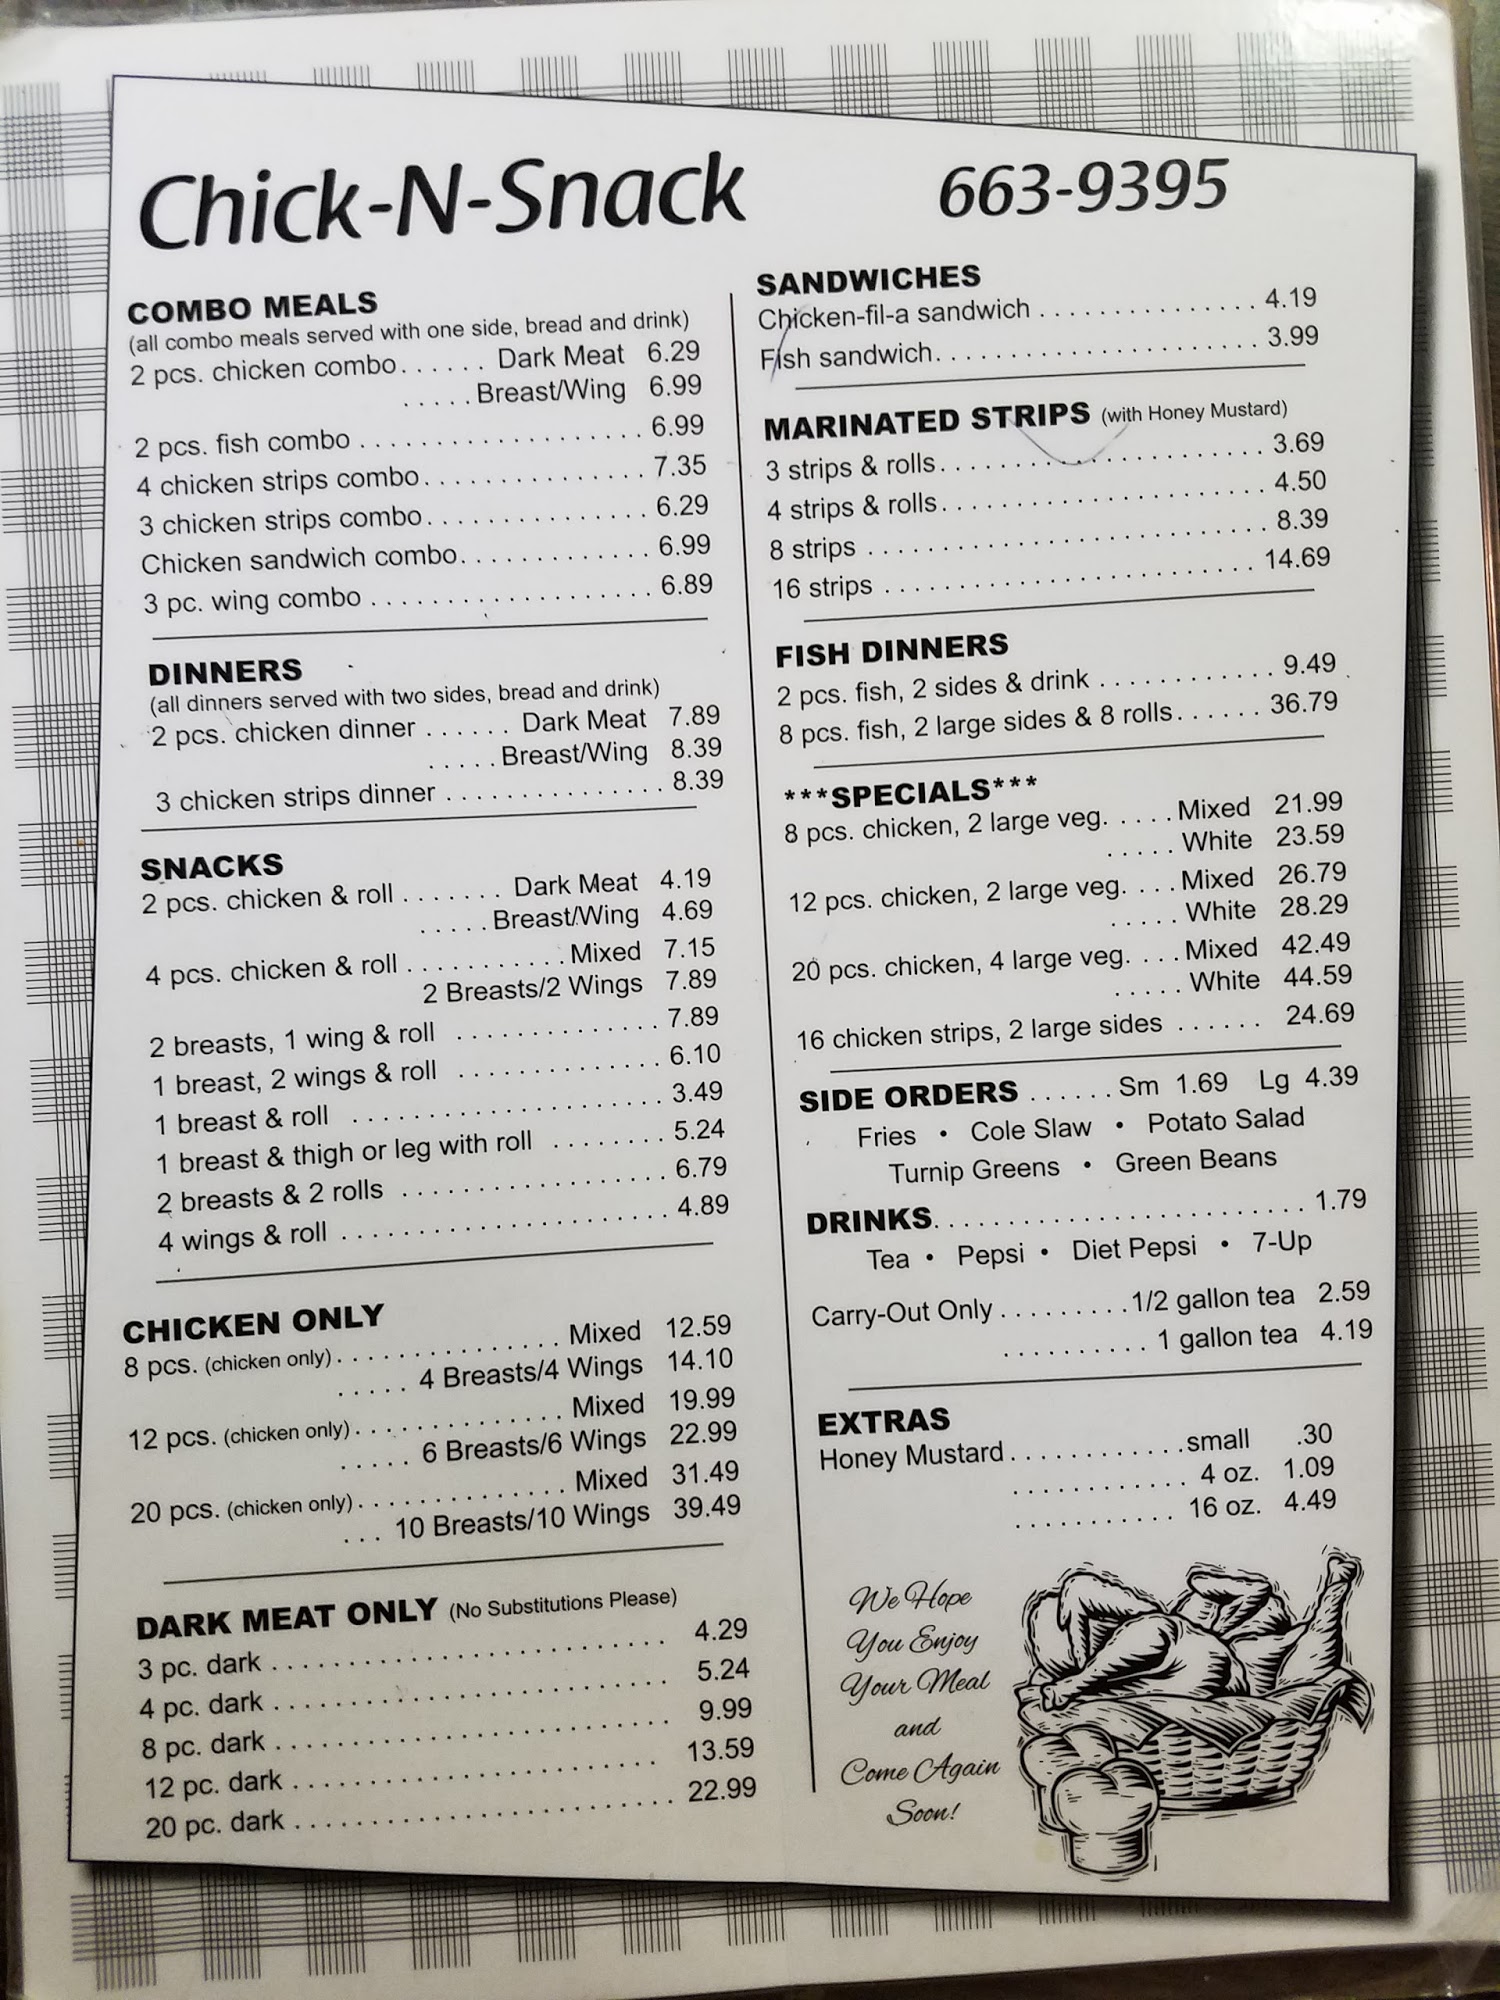 Chick-N-Snack 663-9395
COMBO MEALS
(all combo meals served with one side, bread and drink)
2 pcs. chicken combo. . . . . . Dark Meat 6.29
. . . . . Breast/Wing 6.99
2 pcs. fish combo . . . . . . . . . . . . . . . . . . . 6.99
4 chicken strips combo. . . . . . . . . . . . . . . 7.35
3 chicken strips combo. . . . . . . . . . . . . . . 6.29
Chicken sandwich combo. . . . . . . . . . . . . 6.99
3 pc. wing combo . . . . . . . . . . . . . . . . . . . 6.89
DINNERS
(all dinners served with two sides, bread and drink)
2 pcs. chicken dinner . . . . . . Dark Meat 7.89
. . . . . Breast/Wing 8.39
3 chicken strips dinner . . . . . . . . . . . . . . . 8.39
SNACKS
2 pcs. chicken & roll . . . . . . . Dark Meat 4.19
. . . . . Breast/Wing 4.69
4 pcs. chicken & roll . . . . . . . . . . . Mixed 7.15
2 Breasts/2 Wings 7.89
2 breasts, 1 wing & roll . . . . . . . . . . . . . . 7.89
1 breast, 2 wings & roll . . . . . . . . . . . . . . 6.10
1 breast & roll . . . . . . . . . . . . . . . . . . . . . 3.49
1 breast & thigh or leg with roll . . . . . . . . 5.24
2 breasts & 2 rolls . . . . . . . . . . . . . . . . . . 6.79
4 wings & roll . . . . . . . . . . . . . . . . . . . . . . 4.89
CHICKEN ONLY
8 pcs. (chicken only). . . . . . . . . . . . . . . Mixed 12.59
. . . . . 4 Breasts/4 Wings 14.10
12 pcs. (chicken only). . . . . . . . . . . . . . Mixed 19.99
. . . . . 6 Breasts/6 Wings 22.99
20 pcs. (chicken only). . . . . . . . . . . . . . Mixed 31.49
. . . 10 Breasts/10 Wings 39.49
DARK MEAT ONLY (No Substitutions Please)
3 pc. dark . . . . . . . . . . . . . . . . . . . . . . . . . 4.29
4 pc. dark . . . . . . . . . . . . . . . . . . . . . . . . . 5.24
8 pc. dark . . . . . . . . . . . . . . . . . . . . . . . . . 9.99
12 pc. dark . . . . . . . . . . . . . . . . . . . . . . . 13.59
20 pc. dark . . . . . . . . . . . . . . . . . . . . . . . . 22.99
SANDWICHES
Chicken-fil-a sandwich . . . . . . . . . . . . . . . 4.19
Fish sandwich. . . . . . . . . . . . . . . . . . . . . . 3.99
MARINATED STRIPS (with Honey Mustard)
3 strips & rolls. . . . . . . . . . . . . . . . . . . . . . 3.69
4 strips & rolls. . . . . . . . . . . . . . . . . . . . . . 4.50
8 strips . . . . . . . . . . . . . . . . . . . . . . . . . . . 8.39
16 strips . . . . . . . . . . . . . . . . . . . . . . . . . 14.69
FISH DINNERS
2 pcs. fish, 2 sides & drink . . . . . . . . . . . . 9.49
8 pcs. fish, 2 large sides & 8 rolls. . . . . . 36.79
***SPECIALS***
8 pcs. chicken, 2 large veg. . . . . Mixed 21.99
. . . . . White 23.59
12 pcs. chicken, 2 large veg. . . . Mixed 26.79
. . . . . White 28.29
20 pcs. chicken, 4 large veg. . . . Mixed 42.49
. . . . . White 44.59
16 chicken strips, 2 large sides . . . . . . 24.69
SIDE ORDERS . . . . . . Sm 1.69 Lg 4.39
Fries • Cole Slaw • Potato Salad
Turnip Greens • Green Beans
DRINKS. . . . . . . . . . . . . . . . . . . . . . . . . . 1.79
Tea • Pepsi • Diet Pepsi • 7-Up
Carry-Out Only . . . . . . . . .1/2 gallon tea 2.59
. . . . . . . . . . 1 gallon tea 4.19
EXTRAS
Honey Mustard . . . . . . . . . . . .small .30
. . . . . . . . . . . . 4 oz. 1.09
. . . . . . . . . . . 16 oz. 4.49
We Hope
You Enjoy
Your Meal
and
Come Again
Soon!